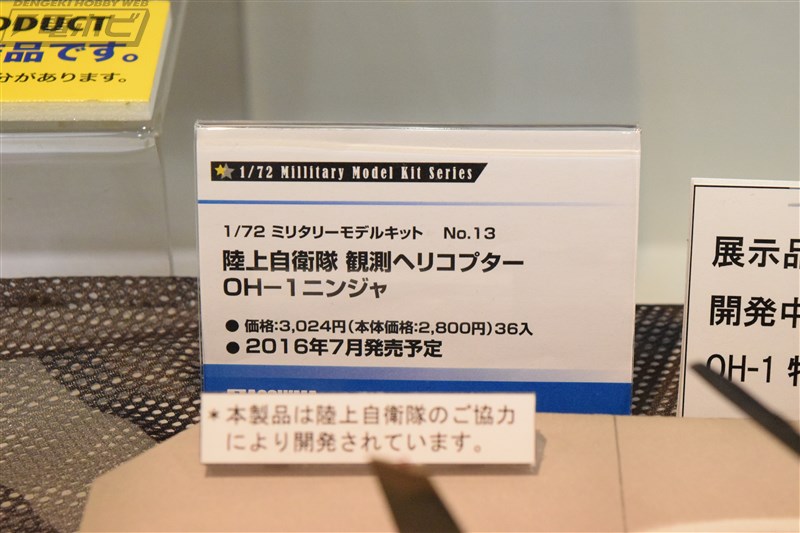 DENGEKI HOBBY WEB
PRODUCT
品です。
分があります。
1/72 Millitary Model Kit Series
1/72 ミリタリーモデルキット No.13
陸上自衛隊 観測ヘリコプター
OH－1ニンジャ
● 価格:3,024円(本体価格:2,800円)36入
● 2016年7月発売予定
＊本製品は陸上自衛隊のご協力
により開発されています。
展示品
開発中
OH-1